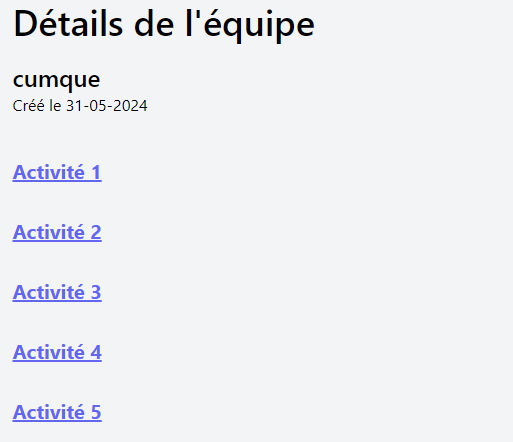 Détails de l'équipe
cumque
Créé le 31-05-2024
Activité 1
Activité 2
Activité 3
Activité 4
Activité 5